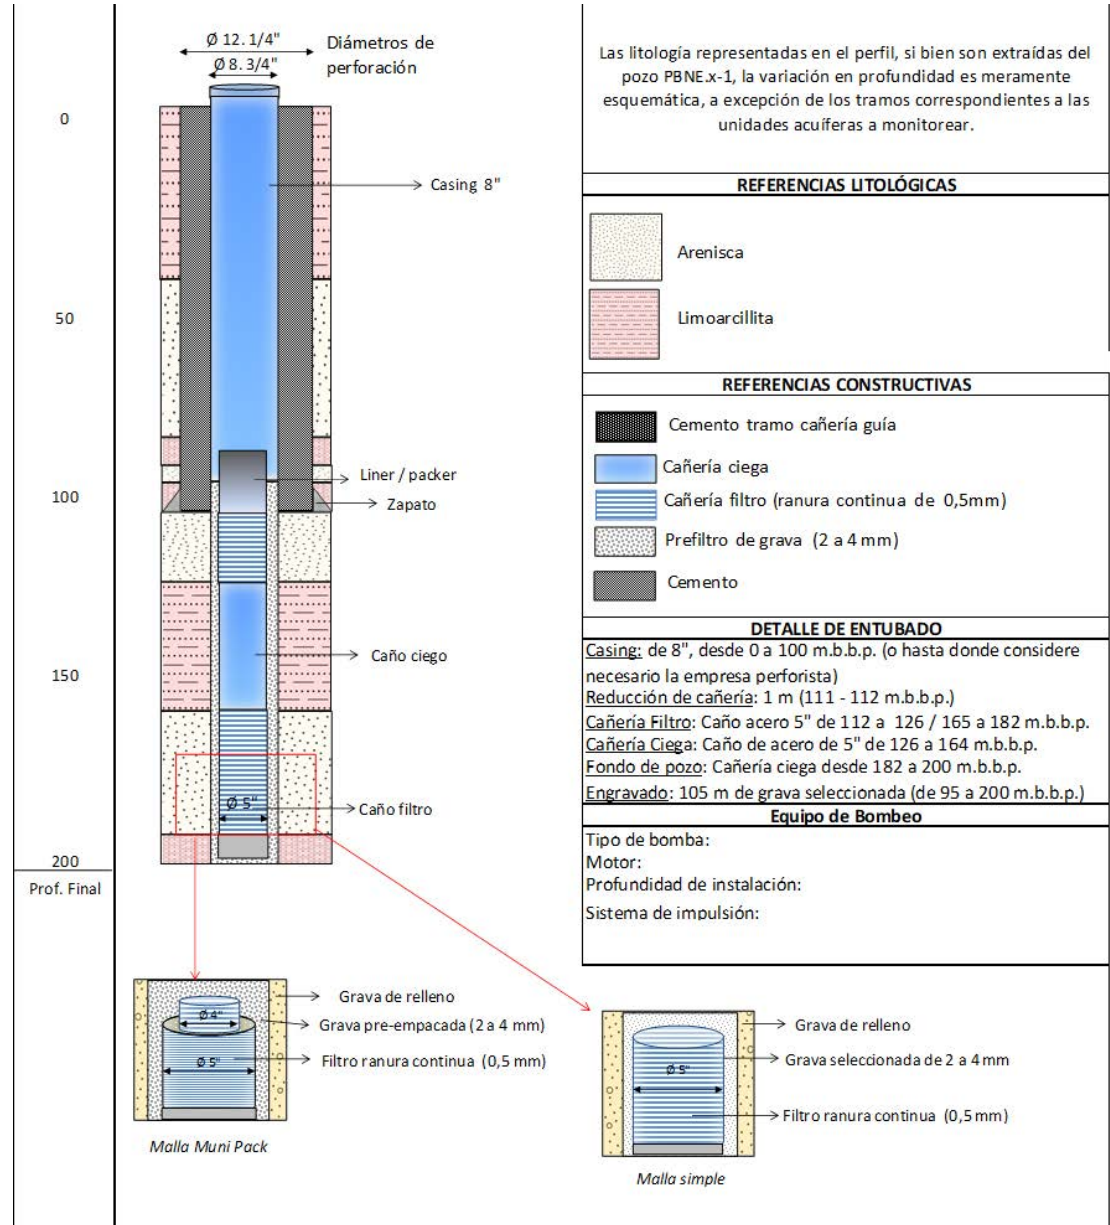 Ø 12. 1/4"
Diámetros de
perforación
Ø 8. 3/4"
0
50
100
150
200
Prof. Final
Casing 8"
Liner / packer
Zapato
Caño ciego
Ø 5"
Caño filtro
Grava de relleno
Ø 4"
Grava pre-empacada (2 a 4 mm)
Ø 5"
Filtro ranura continua (0,5 mm)
Malla Muni Pack
Grava de relleno
Grava seleccionada de 2 a 4 mm
Ø 5"
Filtro ranura continua (0,5 mm)
Malla simple
Las litología representadas en el perfil, si bien son extraídas del
pozo PBNE.x-1, la variación en profundidad es meramente
esquemática, a excepción de los tramos correspondientes a las
unidades acuíferas a monitorear.
REFERENCIAS LITOLÓGICAS
Arenisca
Limoarcillita
REFERENCIAS CONSTRUCTIVAS
Cemento tramo cañería guía
Cañería ciega
Cañería filtro (ranura continua de 0,5mm)
Prefiltro de grava (2 a 4 mm)
Cemento
DETALLE DE ENTUBADO
Casing: de 8", desde 0 a 100 m.b.b.p. (o hasta donde considere
necesario la empresa perforista)
Reducción de cañería: 1 m (111 - 112 m.b.b.p.)
Cañería Filtro: Caño acero 5" de 112 a 126 / 165 a 182 m.b.b.p.
Cañería Ciega: Caño de acero de 5" de 126 a 164 m.b.b.p.
Fondo de pozo: Cañería ciega desde 182 a 200 m.b.b.p.
Engravado: 105 m de grava seleccionada (de 95 a 200 m.b.b.p.)
Equipo de Bombeo
Tipo de bomba:
Motor:
Profundidad de instalación:
Sistema de impulsión: